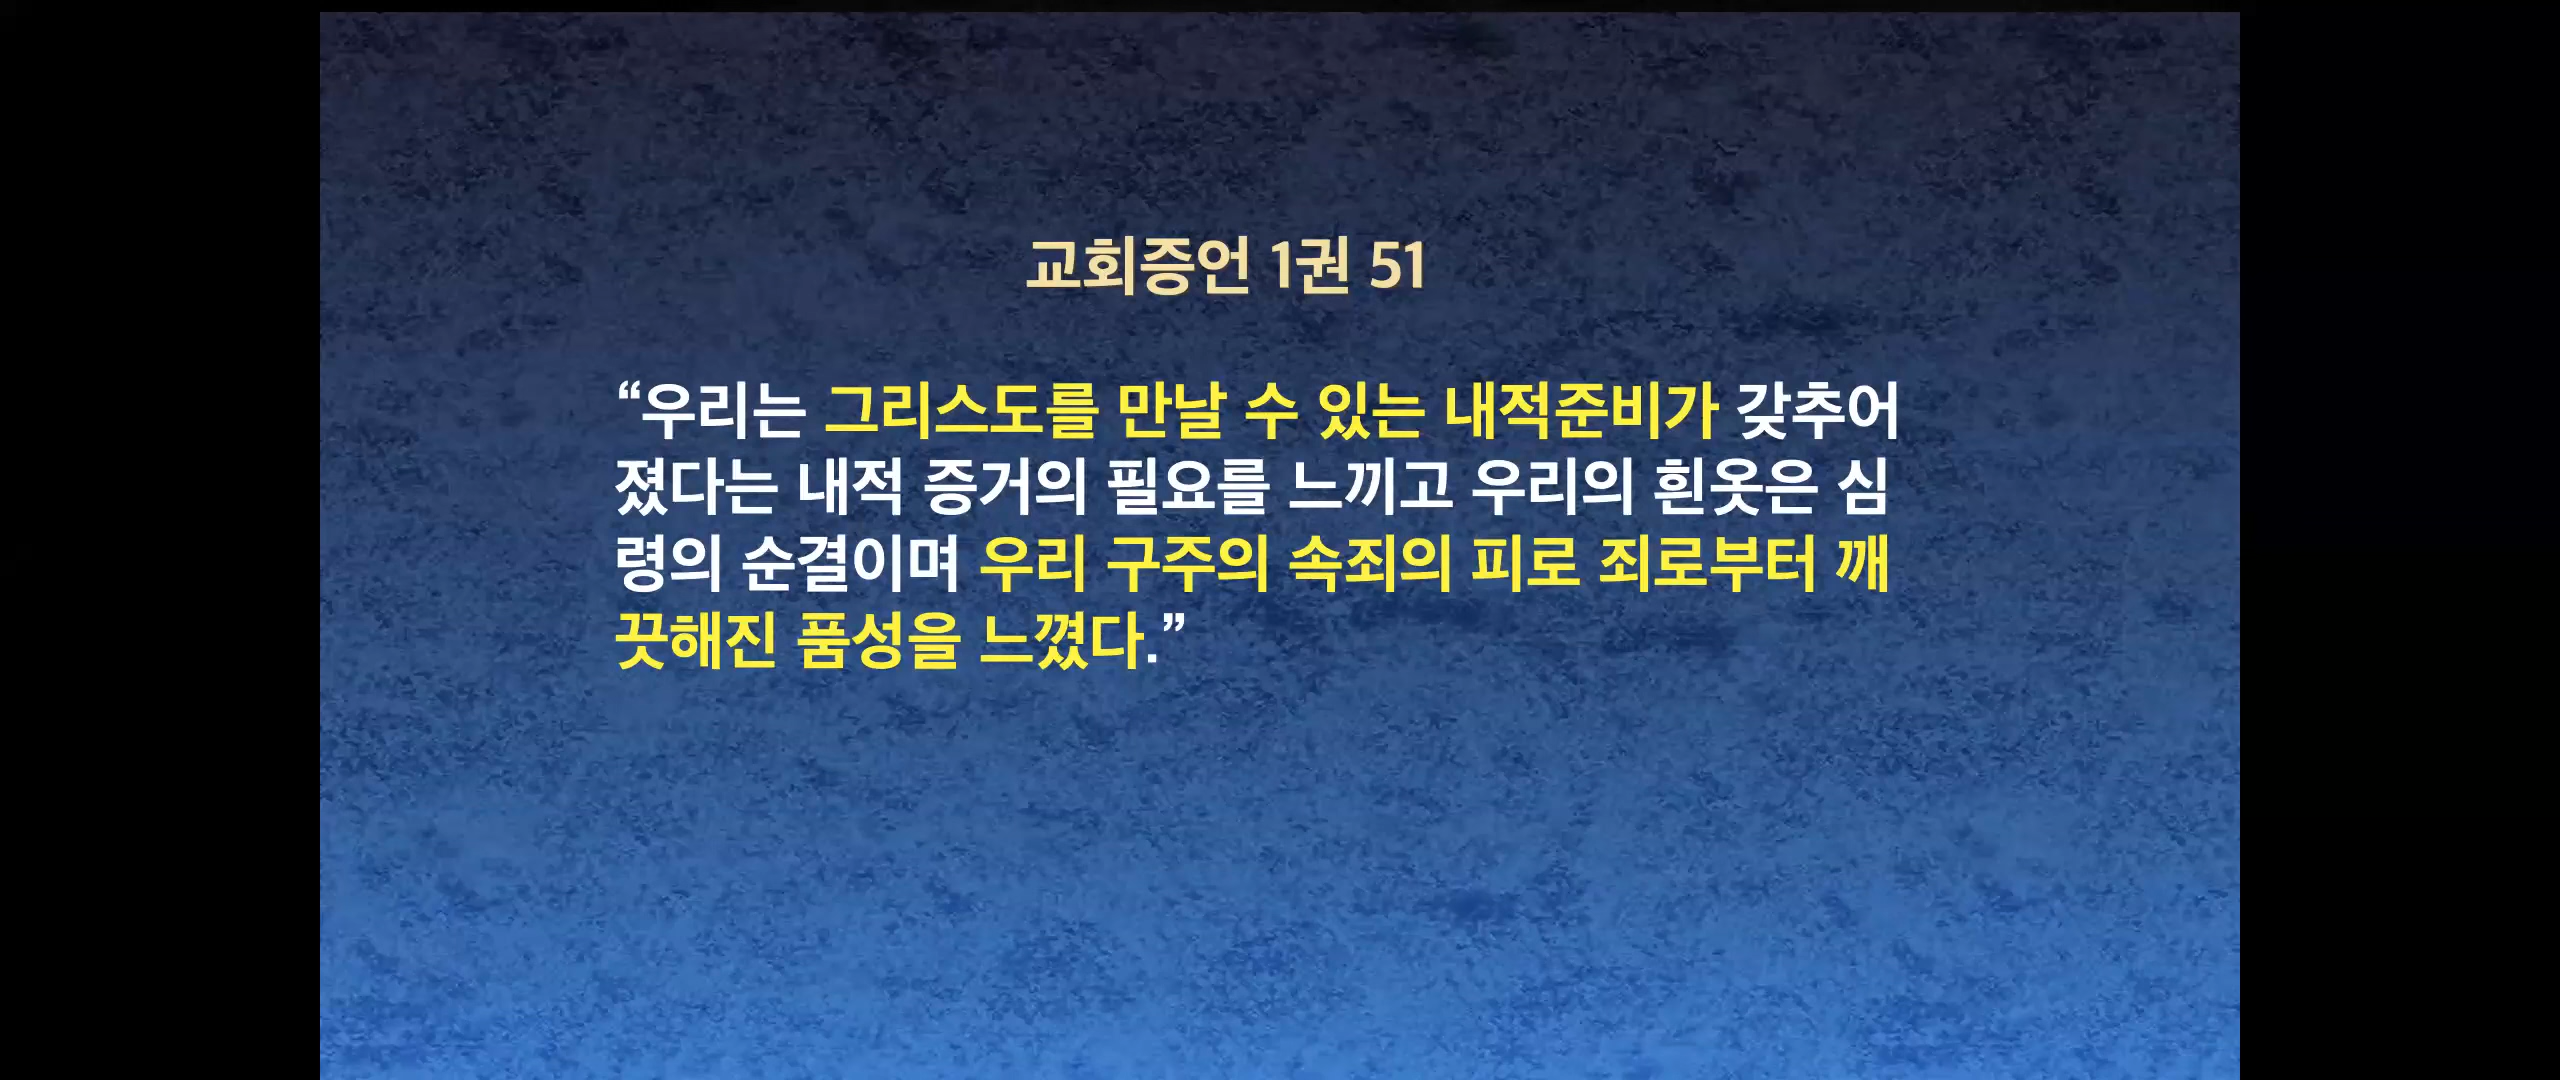 교회증언 1권 51
“우리는 그리스도를 만날 수 있는 내적준비가 갖추어
졌다는 내적 증거의 필요를 느끼고 우리의 흰옷은 심
령의 순결이며 우리 구주의 속죄의 피로 죄로부터 깨
끗해진 품성을 느꼈다.”